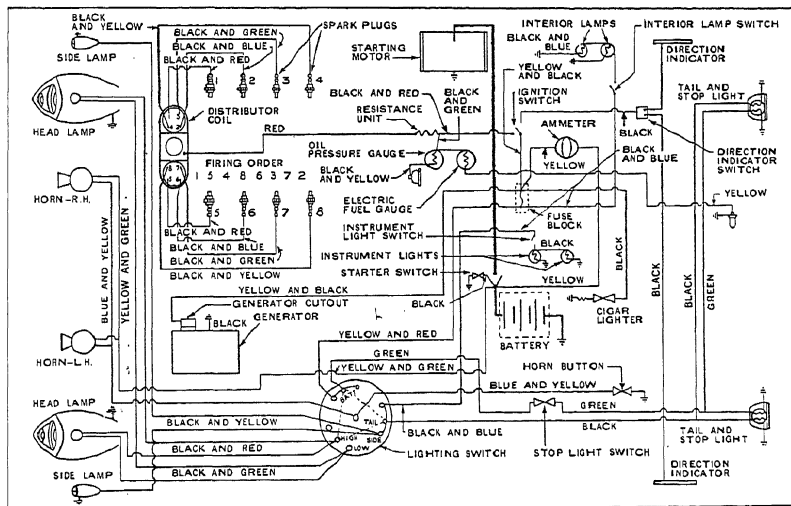 BLACK
AND YELLOW
SIDE LAMP
BLACK AND GREEN
BLACK AND BLUE
BLACK AND RED
SPARK PLUGS
1
2
3
4
HEAD LAMP
DISTRIBUTOR
COIL
RED
FIRING ORDER
1 5 4 8 6 3 7 2
HORN-R.H.
5
6
7
8
BLACK AND RED
BLACK AND BLUE
BLACK AND GREEN
BLACK AND YELLOW
BLUE AND YELLOW
YELLOW AND GREEN
STARTING
MOTOR
BLACK AND RED
BLACK
AND
GREEN
RESISTANCE
UNIT
OIL
PRESSURE GAUGE
BLACK
AND YELLOW
ELECTRIC
FUEL GAUGE
INTERIOR LAMPS
BLACK
AND
BLUE
INTERIOR LAMP SWITCH
YELLOW
AND BLACK
IGNITION
SWITCH
AMMETER
YELLOW
BLACK
AND BLUE
FUSE
BLOCK
DIRECTION
INDICATOR
TAIL AND
STOP LIGHT
BLACK
DIRECTION
INDICATOR
SWITCH
YELLOW
INSTRUMENT
LIGHT SWITCH
BLACK
INSTRUMENT LIGHTS
STARTER SWITCH
YELLOW
BLACK
BLACK
BLACK
BLACK
GREEN
CIGAR
LIGHTER
BATTERY
YELLOW AND BLACK
GENERATOR CUTOUT
BLACK
GENERATOR
YELLOW AND RED
GREEN
YELLOW AND GREEN
HORN BUTTON
BLUE AND YELLOW
HORN-L.H.
HEAD LAMP
BATT
TAIL
SIDE
HIGH
LOW
BLACK AND YELLOW
BLACK AND RED
BLACK AND GREEN
BLACK AND BLUE
LIGHTING SWITCH
GREEN
BLACK
STOP LIGHT SWITCH
TAIL AND
STOP LIGHT
SIDE LAMP
DIRECTION
INDICATOR